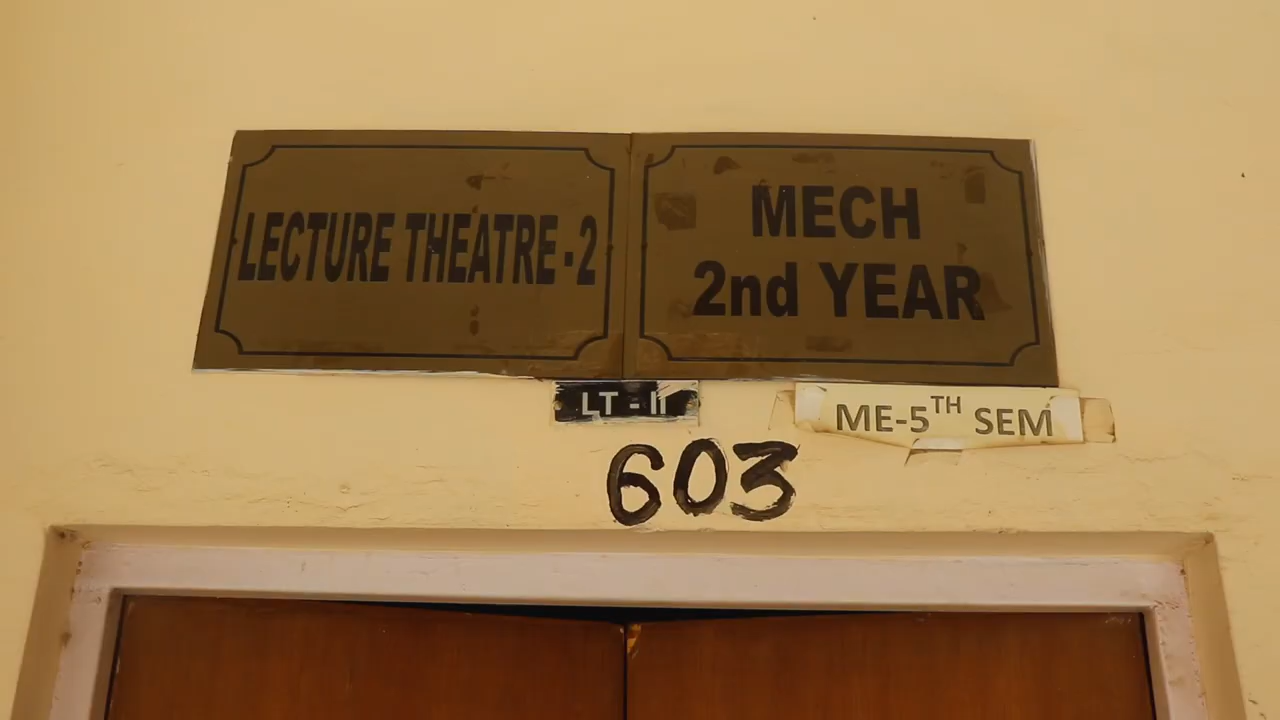 LECTURE THEATRE - 2
MECH
2nd YEAR
LT - II
ME-5TH SEM
603